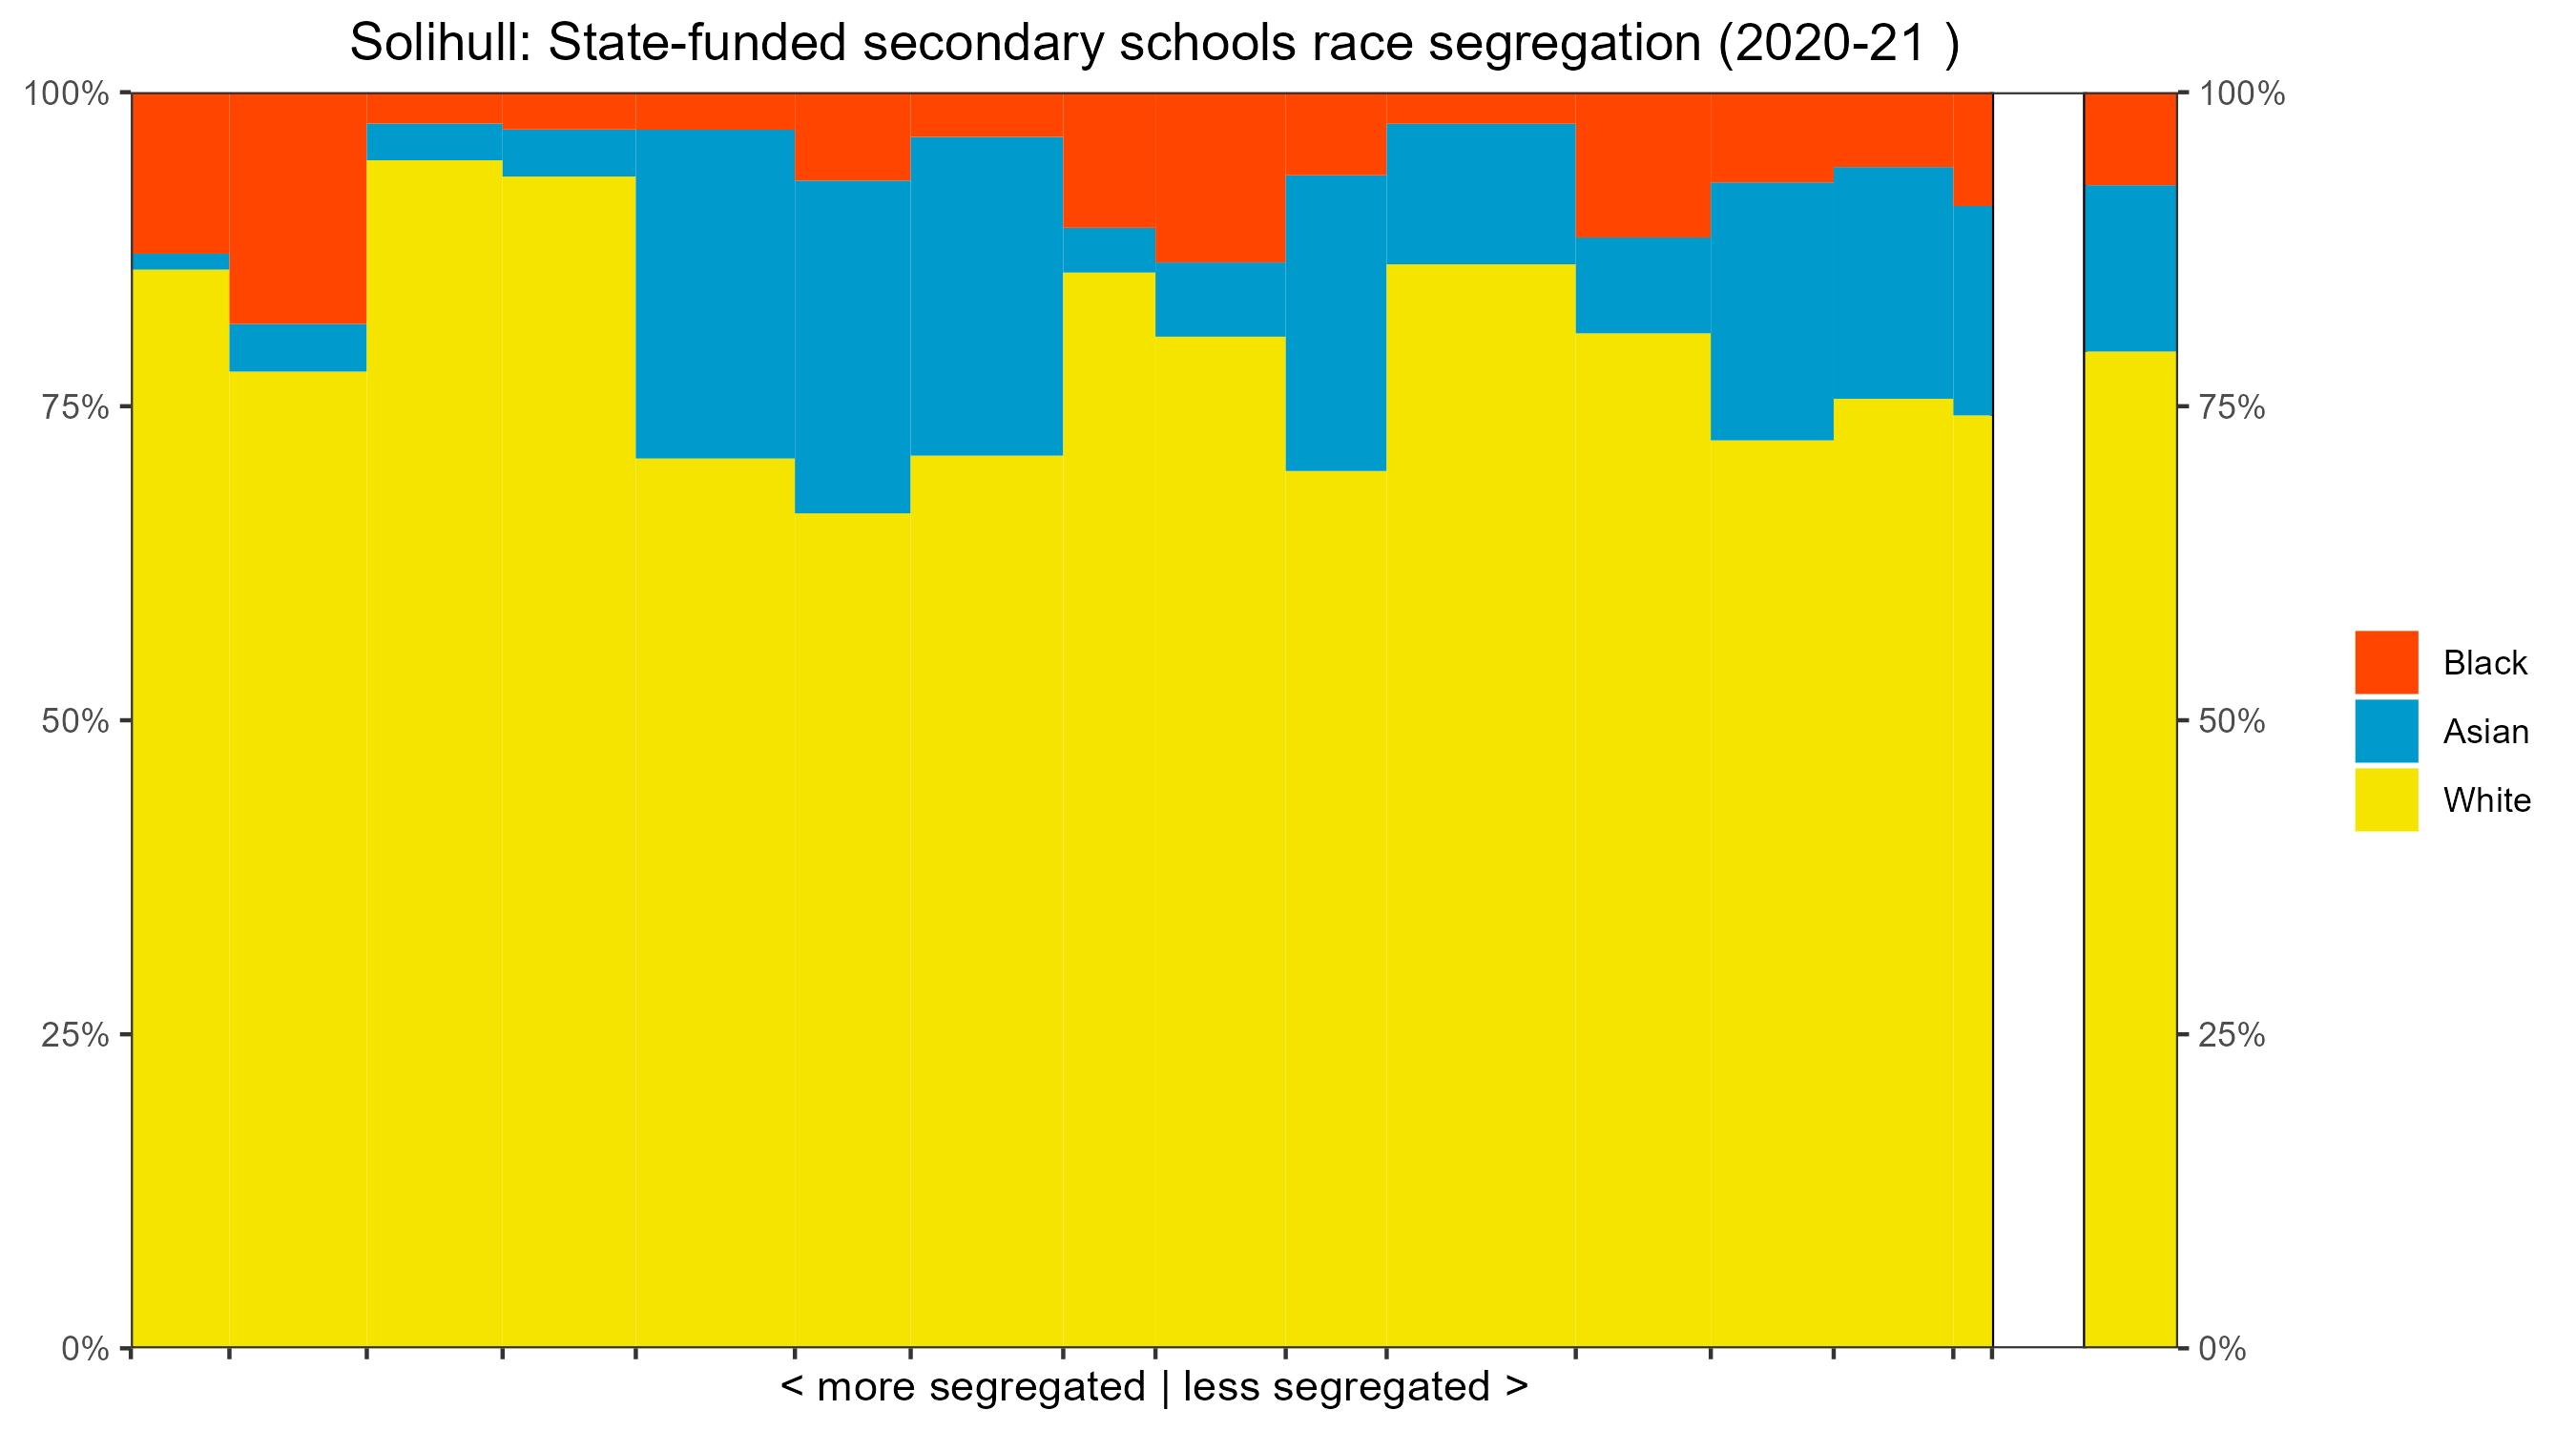 Solihull: State-funded secondary schools race segregation (2020-21 )
100%
75%
50%
25%
0%
100%
75%
50%
25%
0%
Black
Asian
White
< more segregated | less segregated >